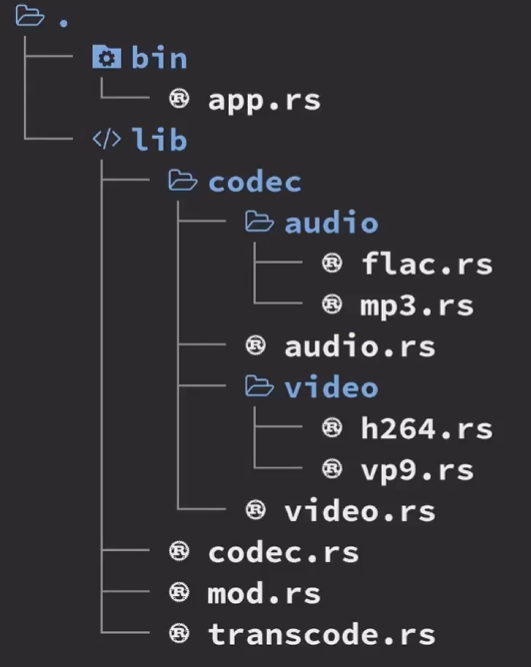 .
bin
app.rs
lib
codec
audio
flac.rs
mp3.rs
audio.rs
video
h264.rs
vp9.rs
video.rs
codec.rs
mod.rs
transcode.rs